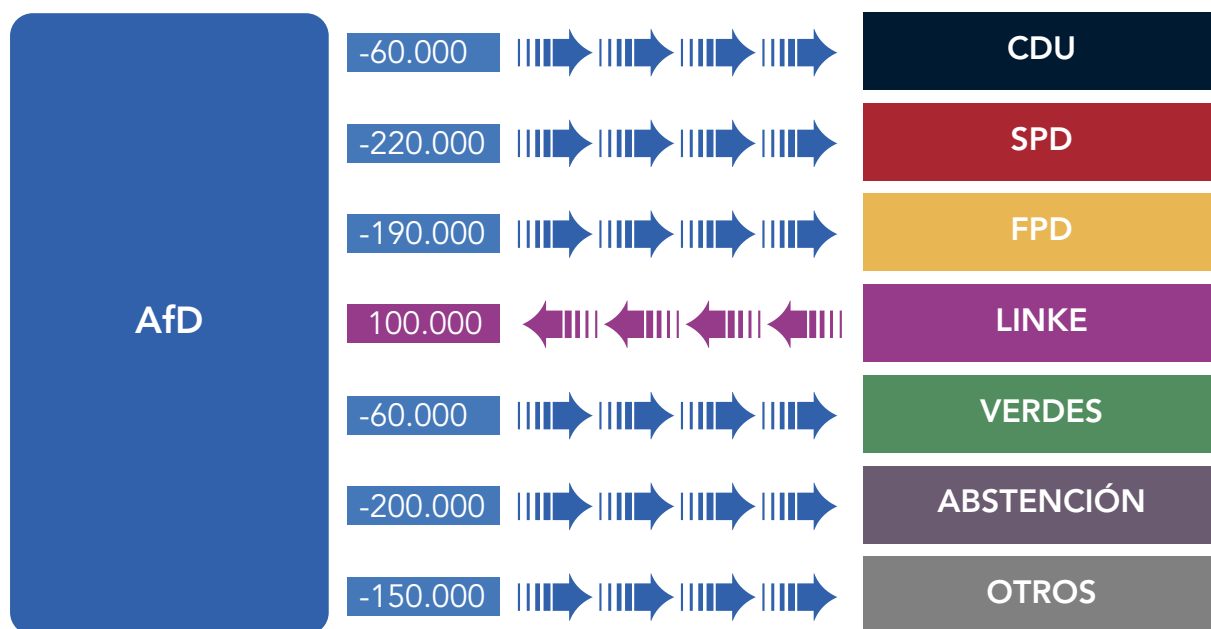 AfD
-60.000
CDU
-220.000
SPD
-190.000
FPD
100.000
LINKE
-60.000
VERDES
-200.000
ABSTENCIÓN
-150.000
OTROS